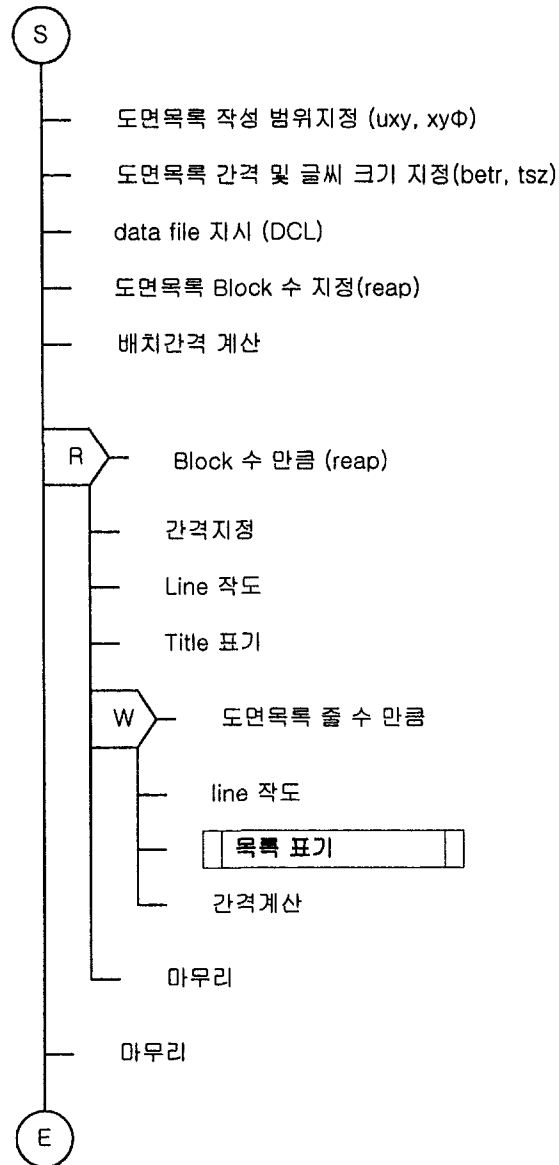 S
도면목록 작성 범위지정 (uxy, xyΦ)
도면목록 간격 및 글씨 크기 지정(betr, tsz)
data file 지시 (DCL)
도면목록 Block 수 지정(reap)
배치간격 계산
R
Block 수 만큼 (reap)
간격지정
Line 작도
Title 표기
W
도면목록 줄 수 만큼
line 작도
목록 표기
간격계산
마무리
마무리
E